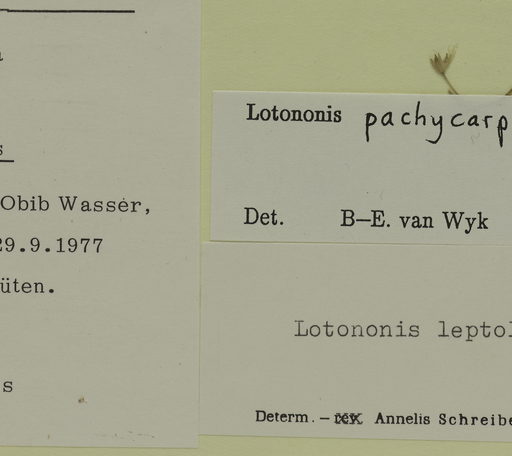 Obib Wasser,
29.9.1977
üten.
s
Lotononis pachycarp
Det. B-E. van Wyk
Lotononis leptol
Determ. - Annelis Schreibe